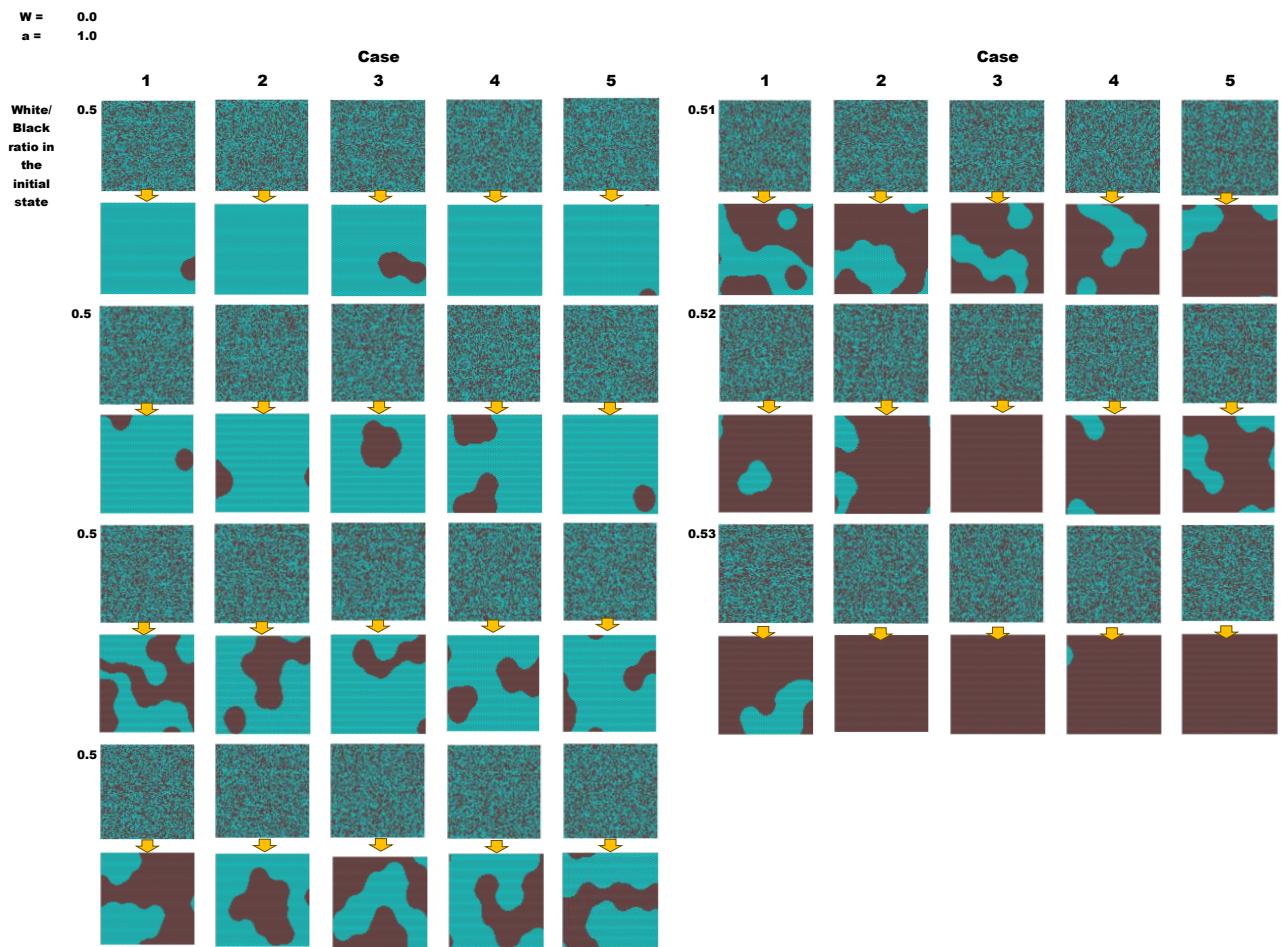 W = 0.0
a = 1.0
Case Case
1 2 3 4 5 1 2 3 4 5
White/
Black
ratio in
the
initial
state
0.5 0.51
0.5 0.52
0.5 0.53
0.5